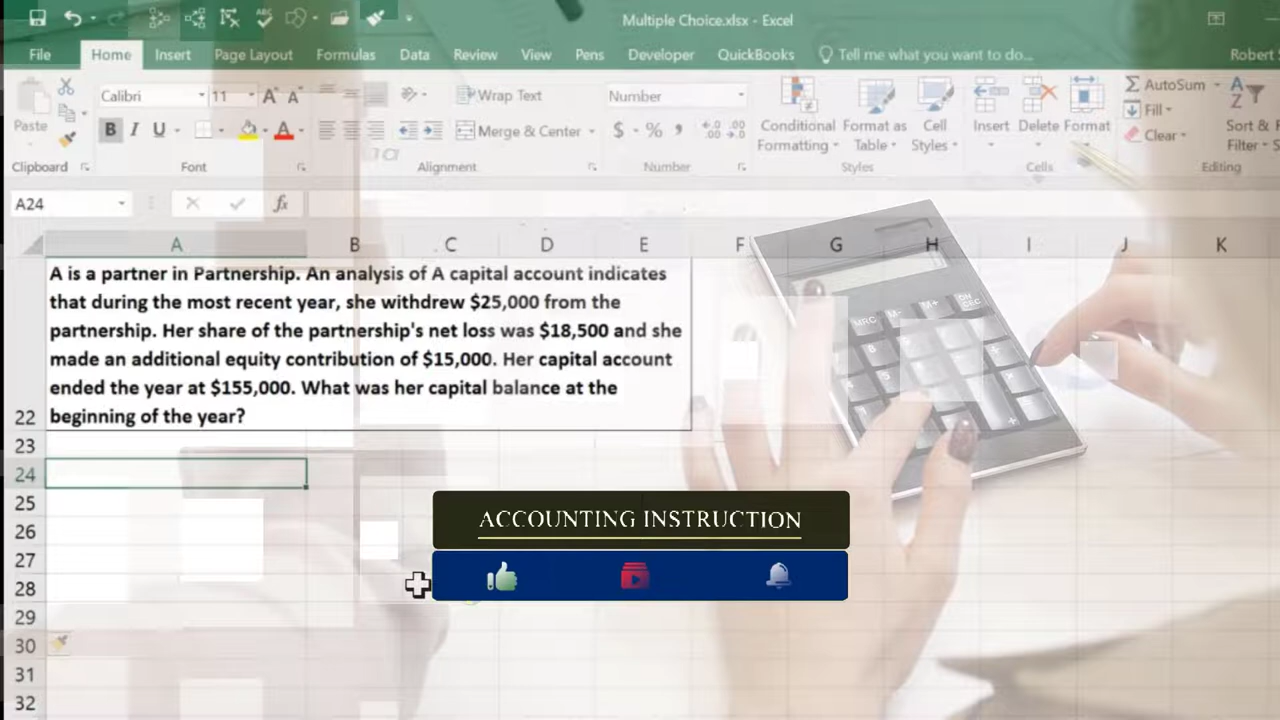 Multiple Choice.xlsx - Excel
File Home Insert Page Layout Formulas Data Review View Pens Developer QuickBooks Tell me what you want to do... Robert
Paste
Calibri 11 A A
Wrap Text
Number
AutoSum
Fill
Clear
B I U
Merge & Center
$ % ,
Conditional Formatting
Format as Table
Cell Styles
Insert Delete Format
Sort & Filter
Clipboard Font Alignment Number Styles Cells Editing
A24 fx
A B C D E F G H I J K
A is a partner in Partnership. An analysis of A capital account indicates
that during the most recent year, she withdrew $25,000 from the
partnership. Her share of the partnership's net loss was $18,500 and she
made an additional equity contribution of $15,000. Her capital account
ended the year at $155,000. What was her capital balance at the
22 beginning of the year?
23
24
25
26
27
28
29
30
31
32
ACCOUNTING INSTRUCTION
MRC M- M+